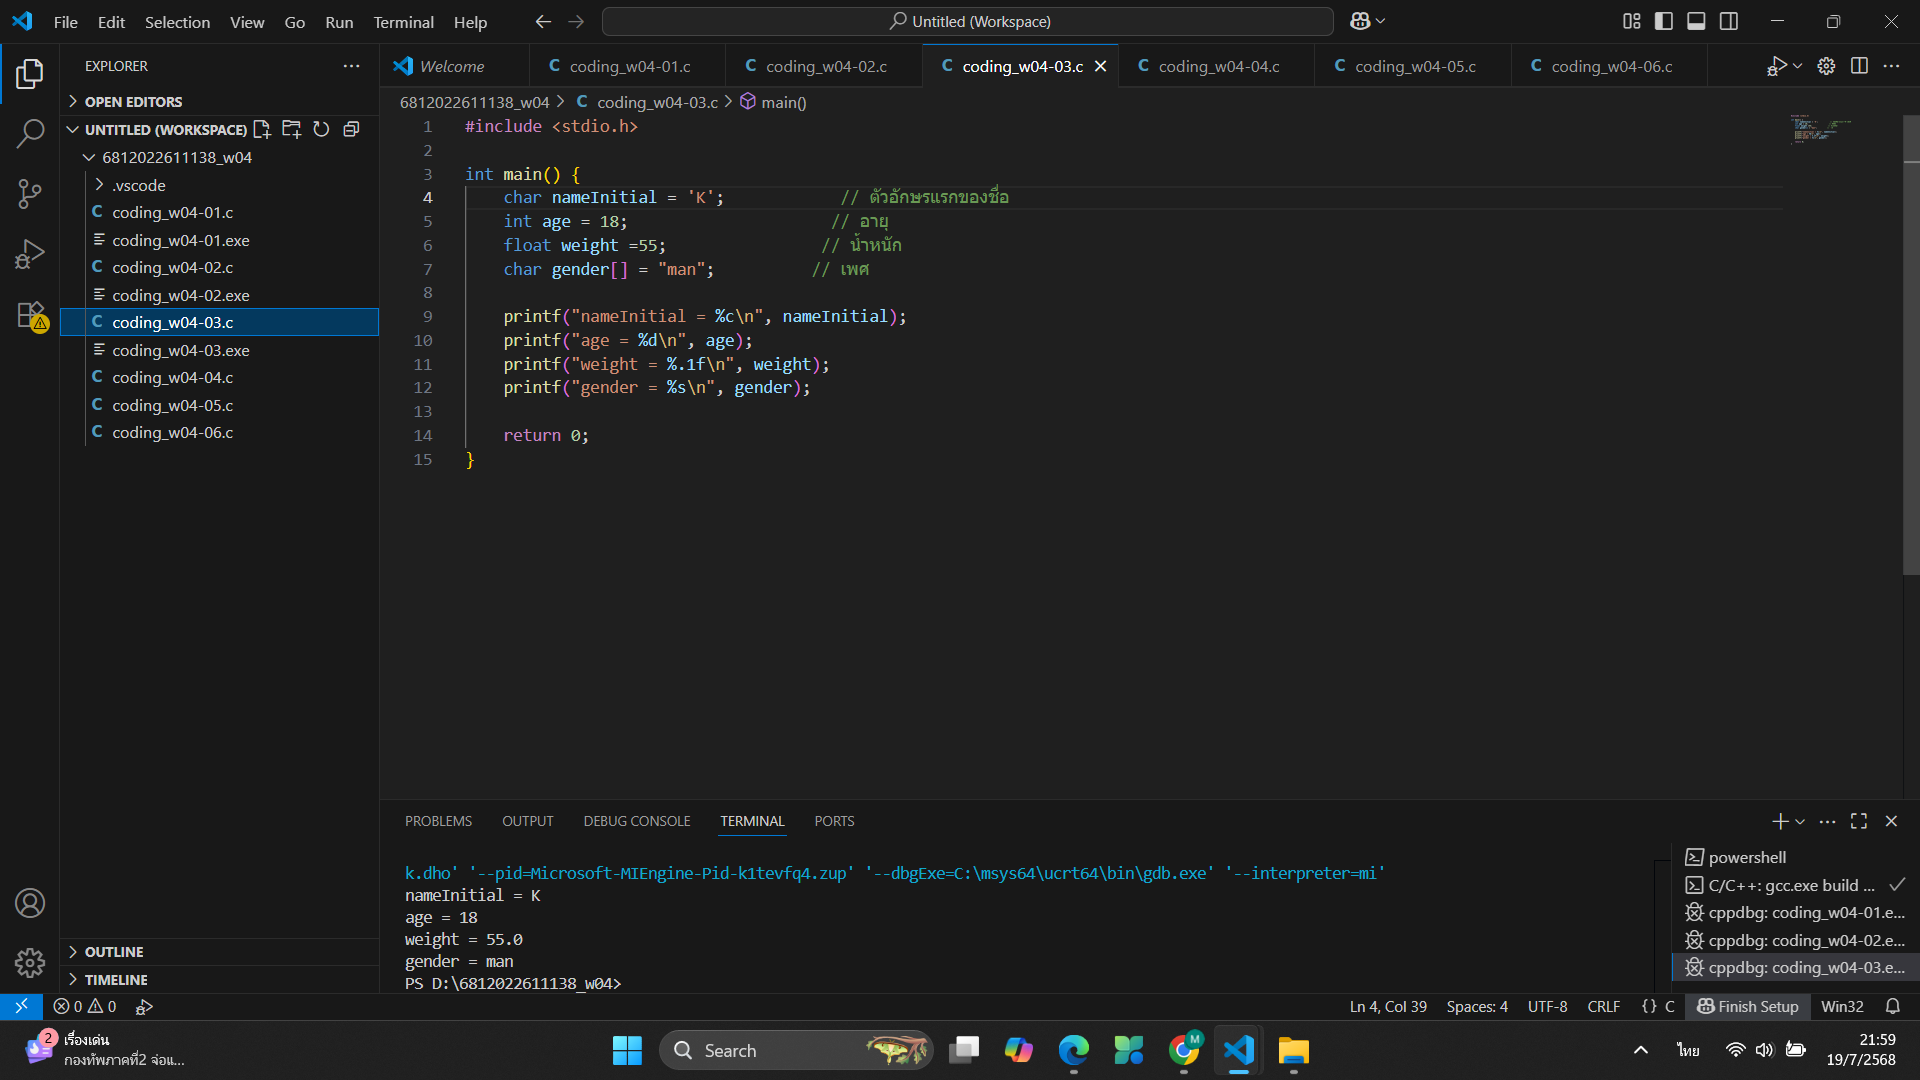 File Edit Selection View Go Run Terminal Help
Untitled (Workspace)
EXPLORER
OPEN EDITORS
UNTITLED (WORKSPACE)
6812022611138_w04
.vscode
C coding_w04-01.c
coding_w04-01.exe
C coding_w04-02.c
coding_w04-02.exe
C coding_w04-03.c
coding_w04-03.exe
C coding_w04-04.c
C coding_w04-05.c
C coding_w04-06.c
OUTLINE
TIMELINE
Welcome C coding_w04-01.c C coding_w04-02.c C coding_w04-03.c C coding_w04-04.c C coding_w04-05.c C coding_w04-06.c
6812022611138_w04 > C coding_w04-03.c > main()
1 #include <stdio.h>
2
3 int main() {
4 char nameInitial = 'K'; // ตัวอักษรแรกของชื่อ
5 int age = 18; // อายุ
6 float weight =55; // น้ำหนัก
7 char gender[] = "man"; // เพศ
8
9 printf("nameInitial = %c\n", nameInitial);
10 printf("age = %d\n", age);
11 printf("weight = %.1f\n", weight);
12 printf("gender = %s\n", gender);
13
14 return 0;
15 }
PROBLEMS OUTPUT DEBUG CONSOLE TERMINAL PORTS
k.dho' '--pid=Microsoft-MIEngine-Pid-k1tevfq4.zup' '--dbgExe=C:\msys64\ucrt64\bin\gdb.exe' '--interpreter=mi'
nameInitial = K
age = 18
weight = 55.0
gender = man
PS D:\6812022611138_w04>
powershell
C/C++: gcc.exe build ...
cppdbg: coding_w04-01.e...
cppdbg: coding_w04-02.e...
cppdbg: coding_w04-03.e...
0 0
Ln 4, Col 39 Spaces: 4 UTF-8 CRLF {} C Finish Setup Win32
2
เรื่องเด่น
กองทัพภาคที่2 จ่อแ...
Search
M
ไทย
21:59
19/7/2568